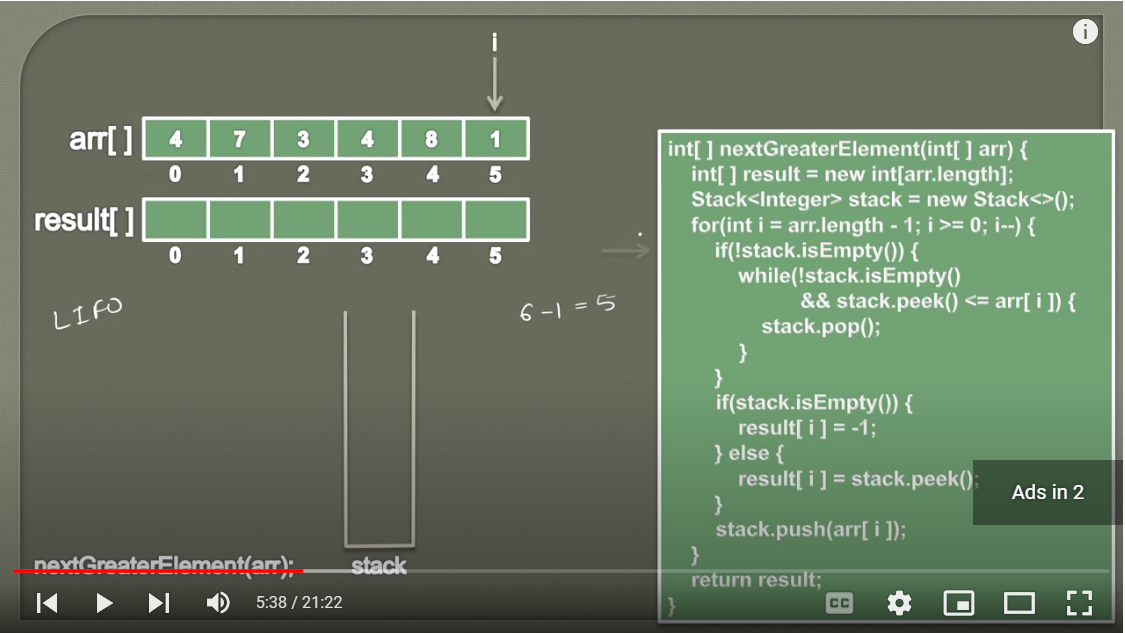 i
arr[ ] 4 7 3 4 8 1
0 1 2 3 4 5
result[ ]
0 1 2 3 4 5
LIFO
6 - 1 = 5
stack
nextGreaterElement(arr);
int[ ] nextGreaterElement(int[ ] arr) {
int[ ] result = new int[arr.length];
Stack<Integer> stack = new Stack<>();
for(int i = arr.length - 1; i >= 0; i--) {
if(!stack.isEmpty()) {
while(!stack.isEmpty()
&& stack.peek() <= arr[ i ]) {
stack.pop();
}
}
if(stack.isEmpty()) {
result[ i ] = -1;
} else {
result[ i ] = stack.peek();
}
stack.push(arr[ i ]);
}
return result;
}
Ads in 2
5:38 / 21:22
CC
i